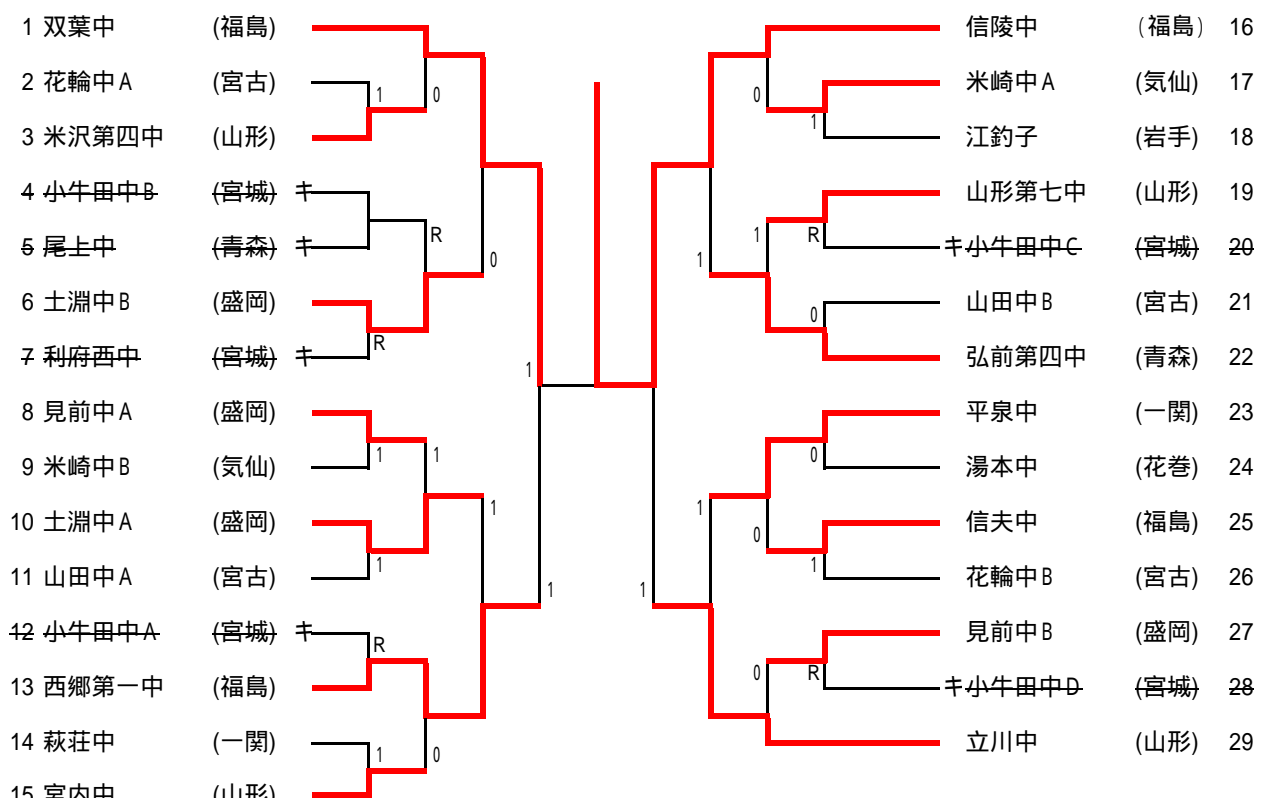 1 双葉中 (福島)
2 花輪中A (宮古)
3 米沢第四中 (山形)
4 小牛田中B (宮城) キ
5 尾上中 (青森) キ
6 土淵中B (盛岡)
7 利府西中 (宮城) キ
8 見前中A (盛岡)
9 米崎中B (気仙)
10 土淵中A (盛岡)
11 山田中A (宮古)
12 小牛田中A (宮城) キ
13 西郷第一中 (福島)
14 萩荘中 (一関)
15 宮内中 (山形)
1 0
R
0
R
1
1 1
1
1
1
R
1 0
信陵中 (福島) 16
米崎中A (気仙) 17
江釣子 (岩手) 18
山形第七中 (山形) 19
キ 小牛田中C (宮城) 20
山田中B (宮古) 21
弘前第四中 (青森) 22
平泉中 (一関) 23
湯本中 (花巻) 24
信夫中 (福島) 25
花輪中B (宮古) 26
見前中B (盛岡) 27
キ 小牛田中D (宮城) 28
立川中 (山形) 29
0
1
1 R
1
0
0
1
0
1
1
0 R